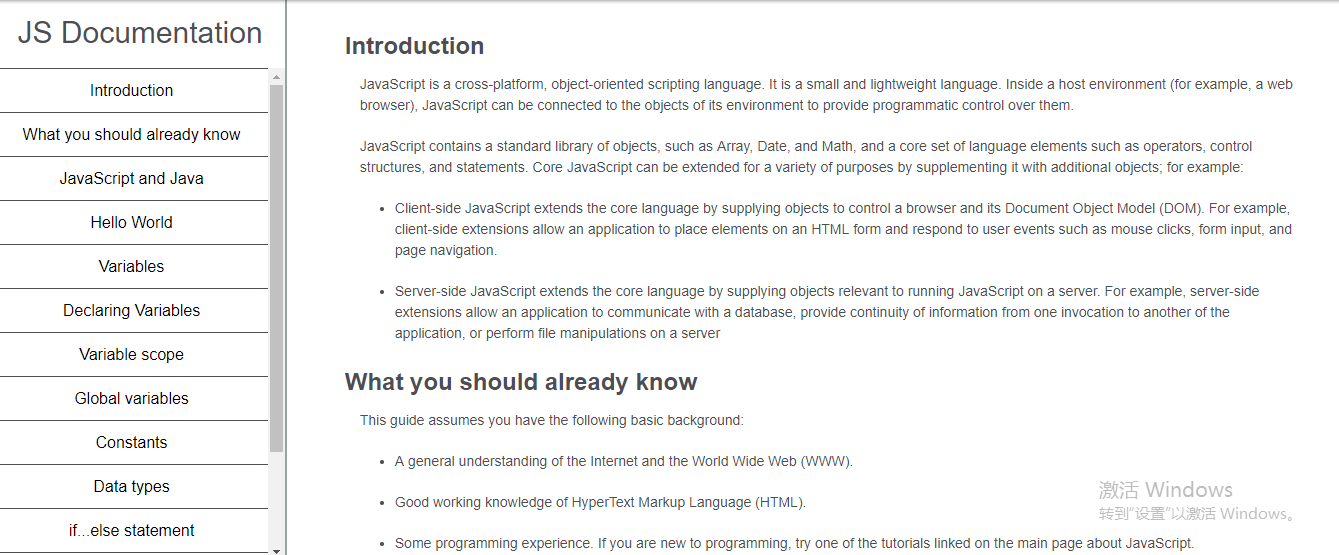 JS Documentation
Introduction
What you should already know
JavaScript and Java
Hello World
Variables
Declaring Variables
Variable scope
Global variables
Constants
Data types
if...else statement
Introduction
JavaScript is a cross-platform, object-oriented scripting language. It is a small and lightweight language. Inside a host environment (for example, a web
browser), JavaScript can be connected to the objects of its environment to provide programmatic control over them.
JavaScript contains a standard library of objects, such as Array, Date, and Math, and a core set of language elements such as operators, control
structures, and statements. Core JavaScript can be extended for a variety of purposes by supplementing it with additional objects; for example:
• Client-side JavaScript extends the core language by supplying objects to control a browser and its Document Object Model (DOM). For example,
client-side extensions allow an application to place elements on an HTML form and respond to user events such as mouse clicks, form input, and
page navigation.
• Server-side JavaScript extends the core language by supplying objects relevant to running JavaScript on a server. For example, server-side
extensions allow an application to communicate with a database, provide continuity of information from one invocation to another of the
application, or perform file manipulations on a server
What you should already know
This guide assumes you have the following basic background:
• A general understanding of the Internet and the World Wide Web (WWW).
• Good working knowledge of HyperText Markup Language (HTML).
• Some programming experience. If you are new to programming, try one of the tutorials linked on the main page about JavaScript.
激活 Windows
转到“设置”以激活 Windows。